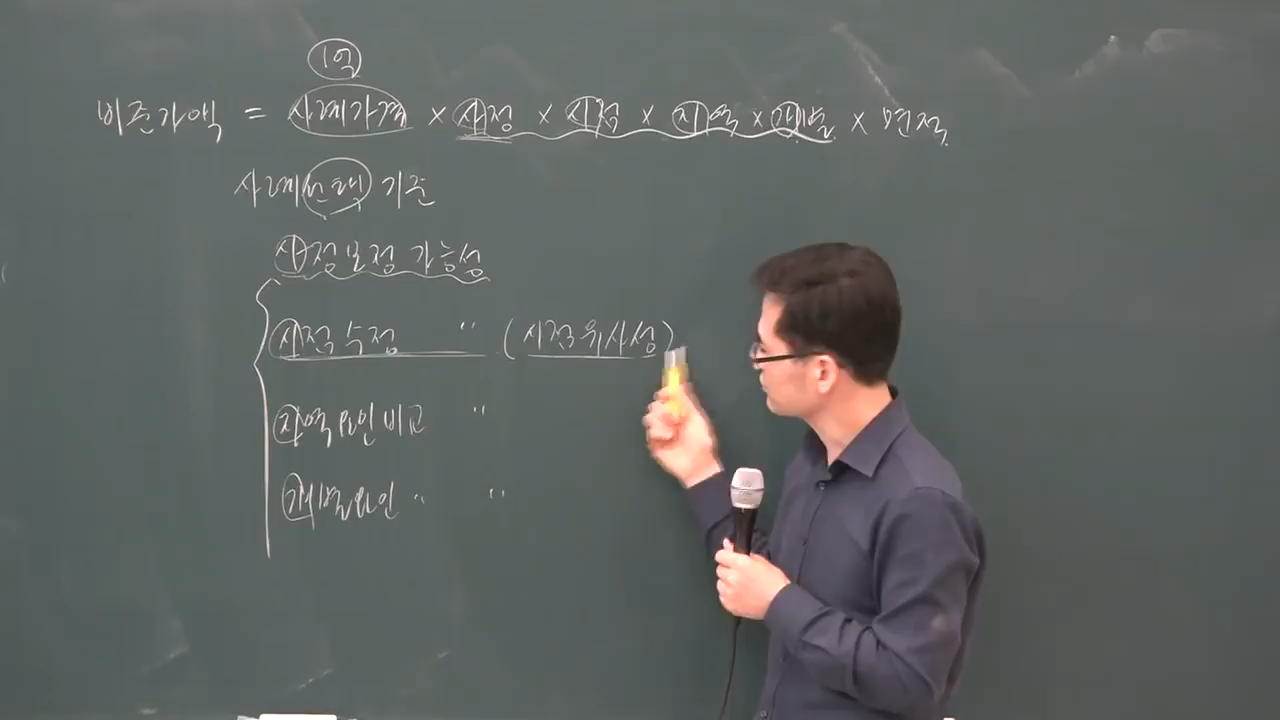 1억
비준가액 = 사례가격 × 사정 × 시점 × 지역 × 개별 × 면적
사례선택 기준
사정보정 가능성
시점수정 " (시점유사성)
지역요인비교 "
개별요인 " "